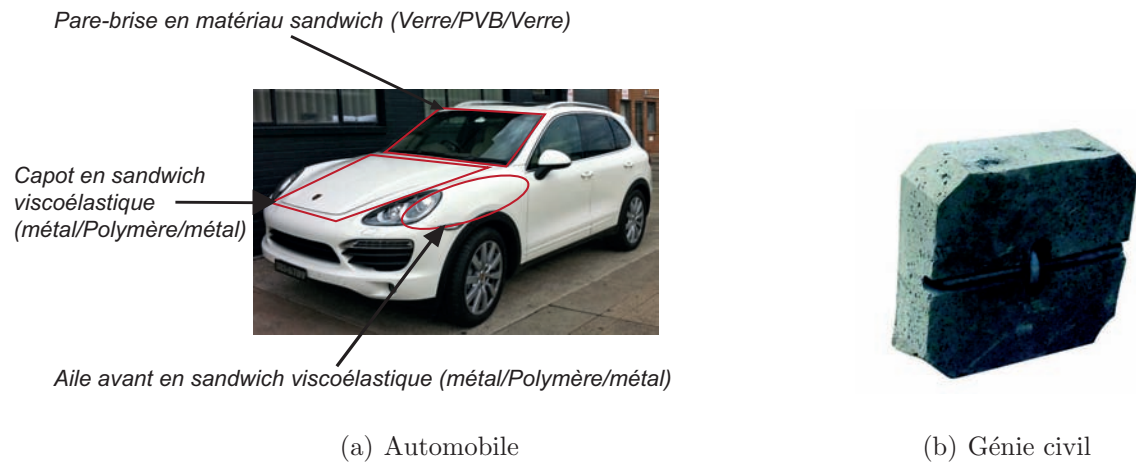 Pare-brise en matériau sandwich (Verre/PVB/Verre)
Capot en sandwich
viscoélastique
(métal/Polymère/métal)
Aile avant en sandwich viscoélastique (métal/Polymère/métal)
(a) Automobile
(b) Génie civil